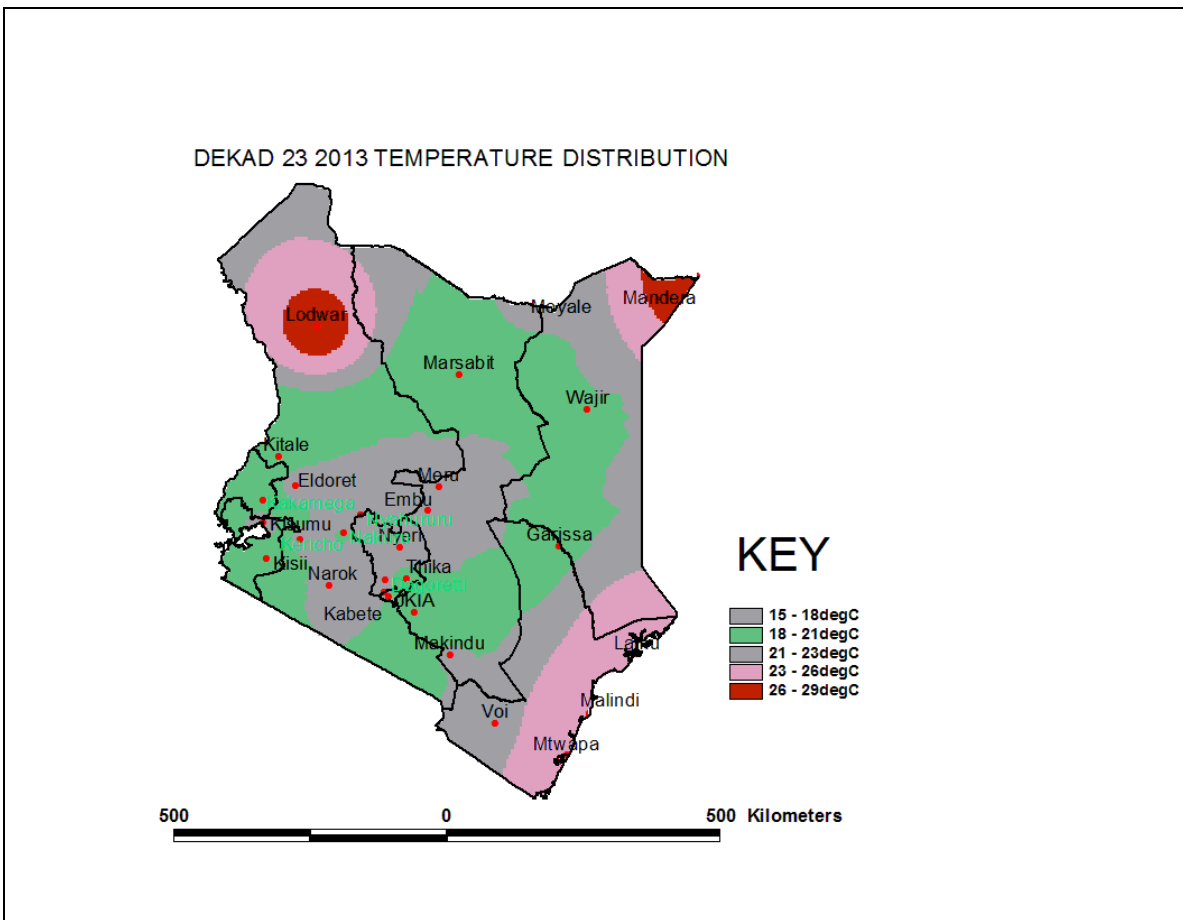 DEKAD 23 2013 TEMPERATURE DISTRIBUTION
Moyale
Mandera
Lodwar
Marsabit
Wajir
Kitale
Eldoret
Meru
Kakamega
Embu
Nyahururu
Kisumu
Kericho
Nakuru
Nyeri
Garissa
Kisii
Narok
Thika
Dagoretti
Kabete
JKIA
Makindu
Lamu
Voi
Malindi
Mtwapa
KEY
15 - 18degC
18 - 21degC
21 - 23degC
23 - 26degC
26 - 29degC
500 0 500 Kilometers